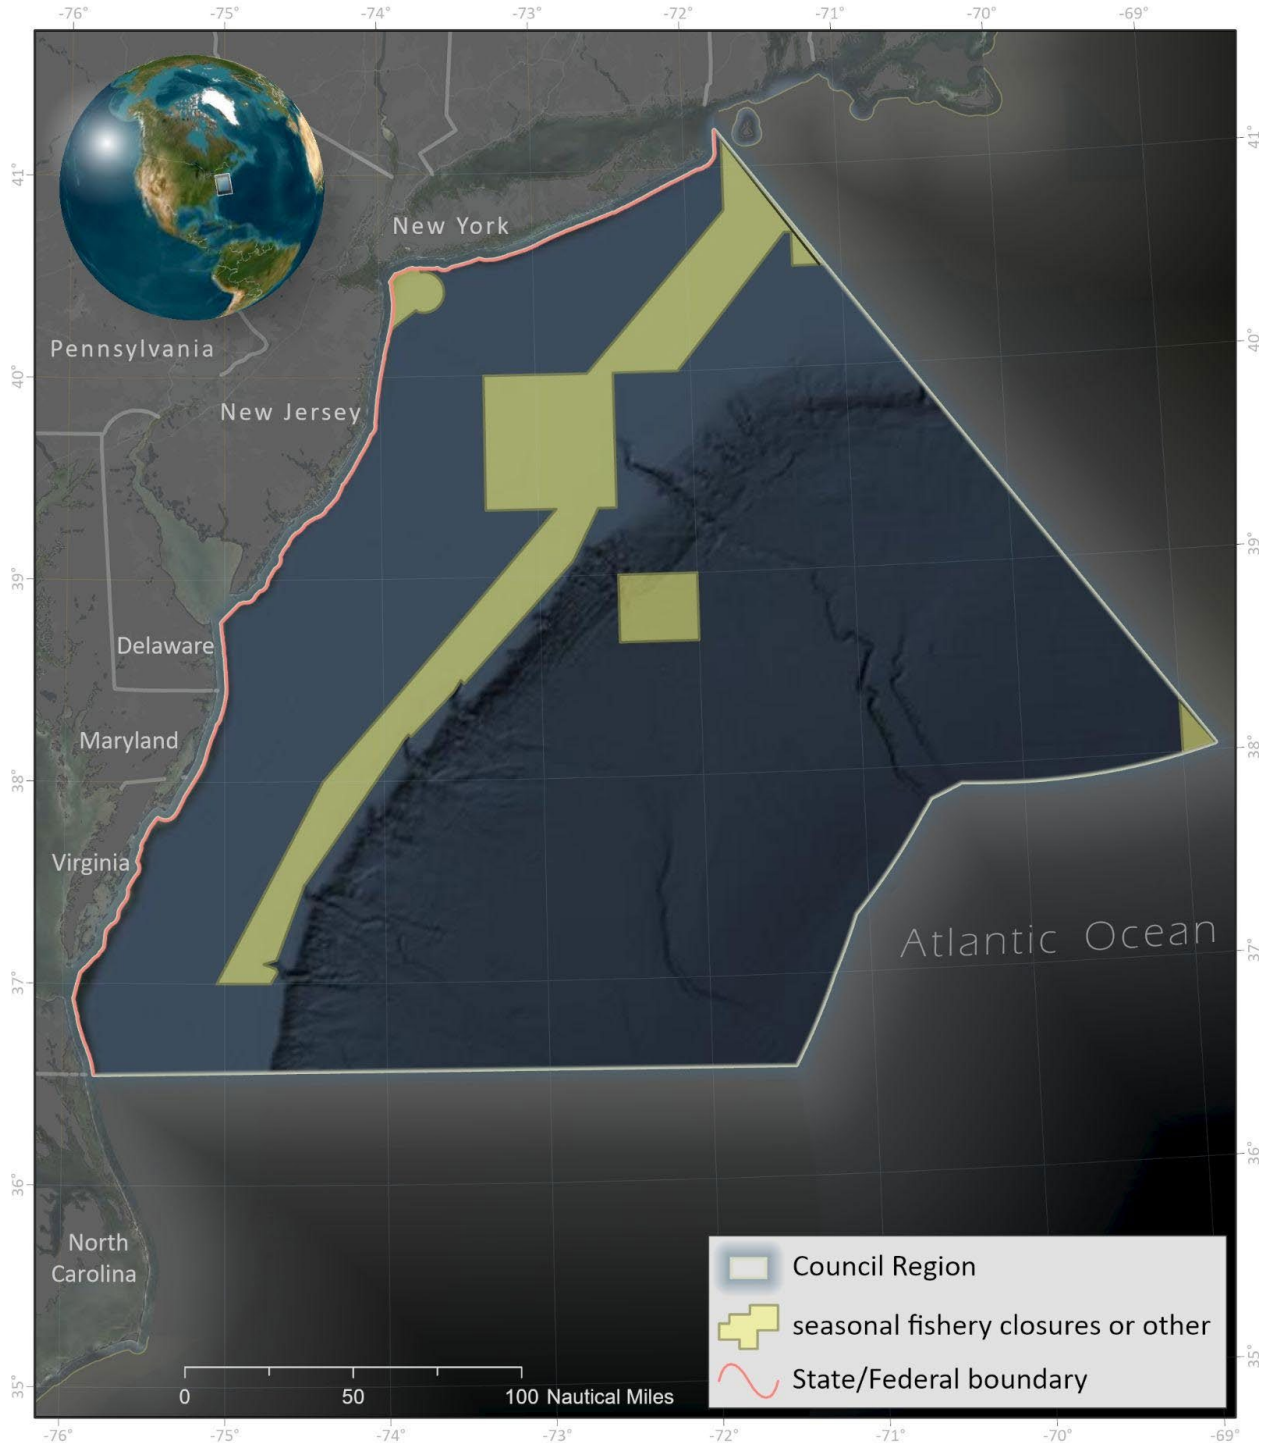 -76° -75° -74° -73° -72° -71° -70° -69°
41°
41°
New York
40°
Pennsylvania
40°
New Jersey
39°
39°
Delaware
Maryland
38°
38°
Virginia
Atlantic Ocean
37°
37°
36°
36°
North
Carolina
Council Region
seasonal fishery closures or other
35°
State/Federal boundary
35°
0 50 100 Nautical Miles
-76° -75° -74° -73° -72° -71° -70° -69°